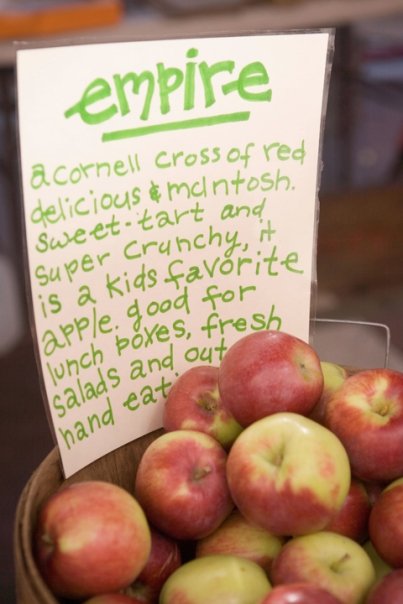 empire
a cornell cross of red
delicious & mcIntosh.
sweet-tart and
super crunchy, it
is a kids favorite
apple. good for
lunch boxes, fresh
salads and out
hand eat.